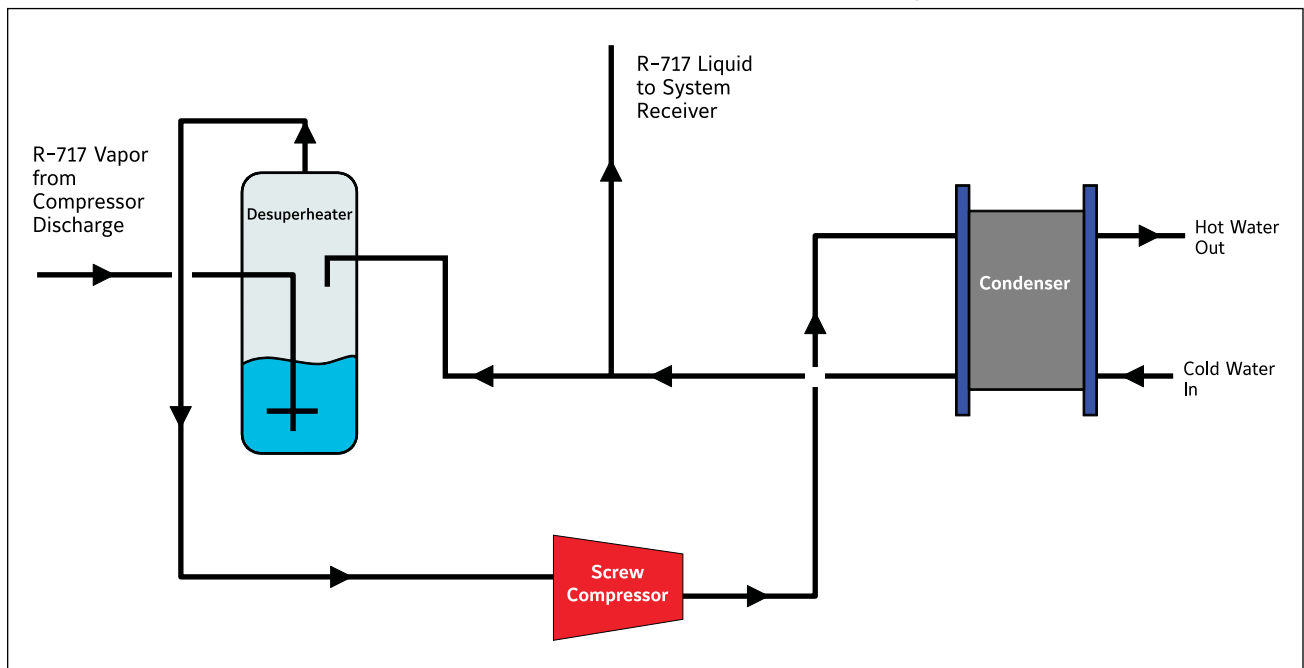 R-717 Liquid
to System
Receiver
R-717 Vapor
from
Compressor
Discharge
Desuperheater
Hot Water
Out
Condenser
Cold Water
In
Screw
Compressor